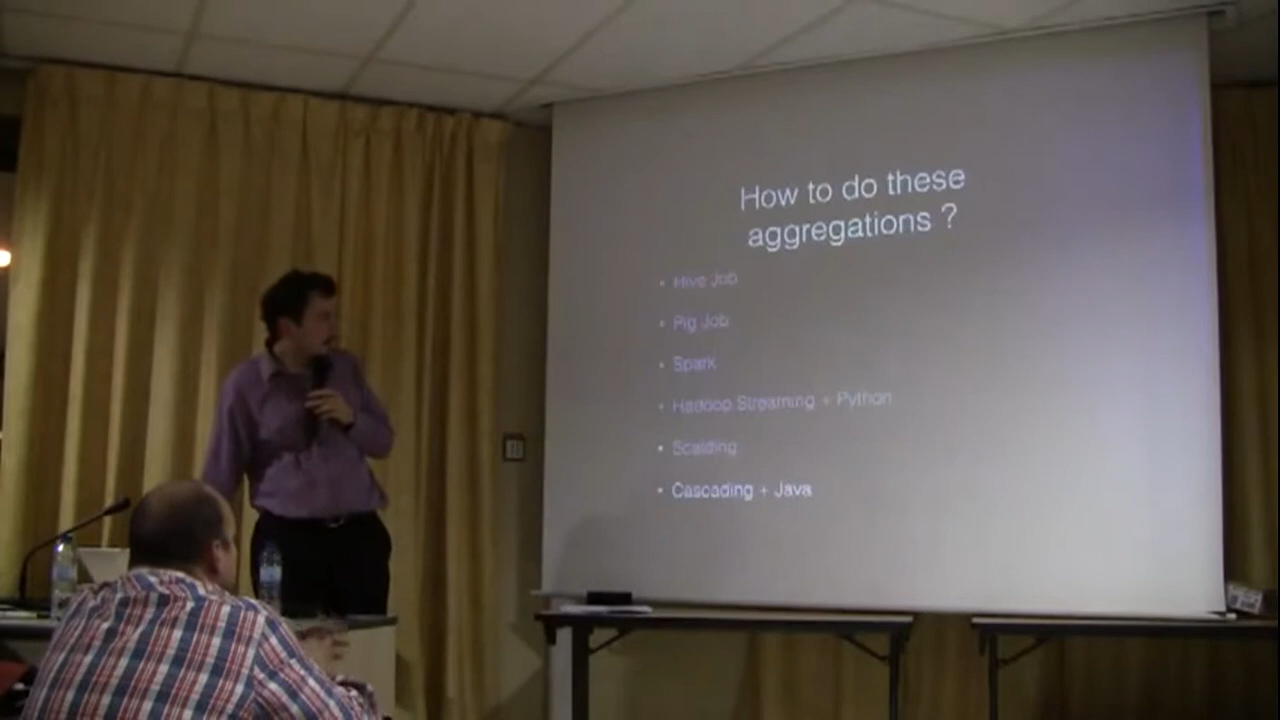 How to do these
aggregations ?
• Hive Job
• Pig Job
• Spark
• Hadoop Streaming + Python
• Scalding
• Cascading + Java